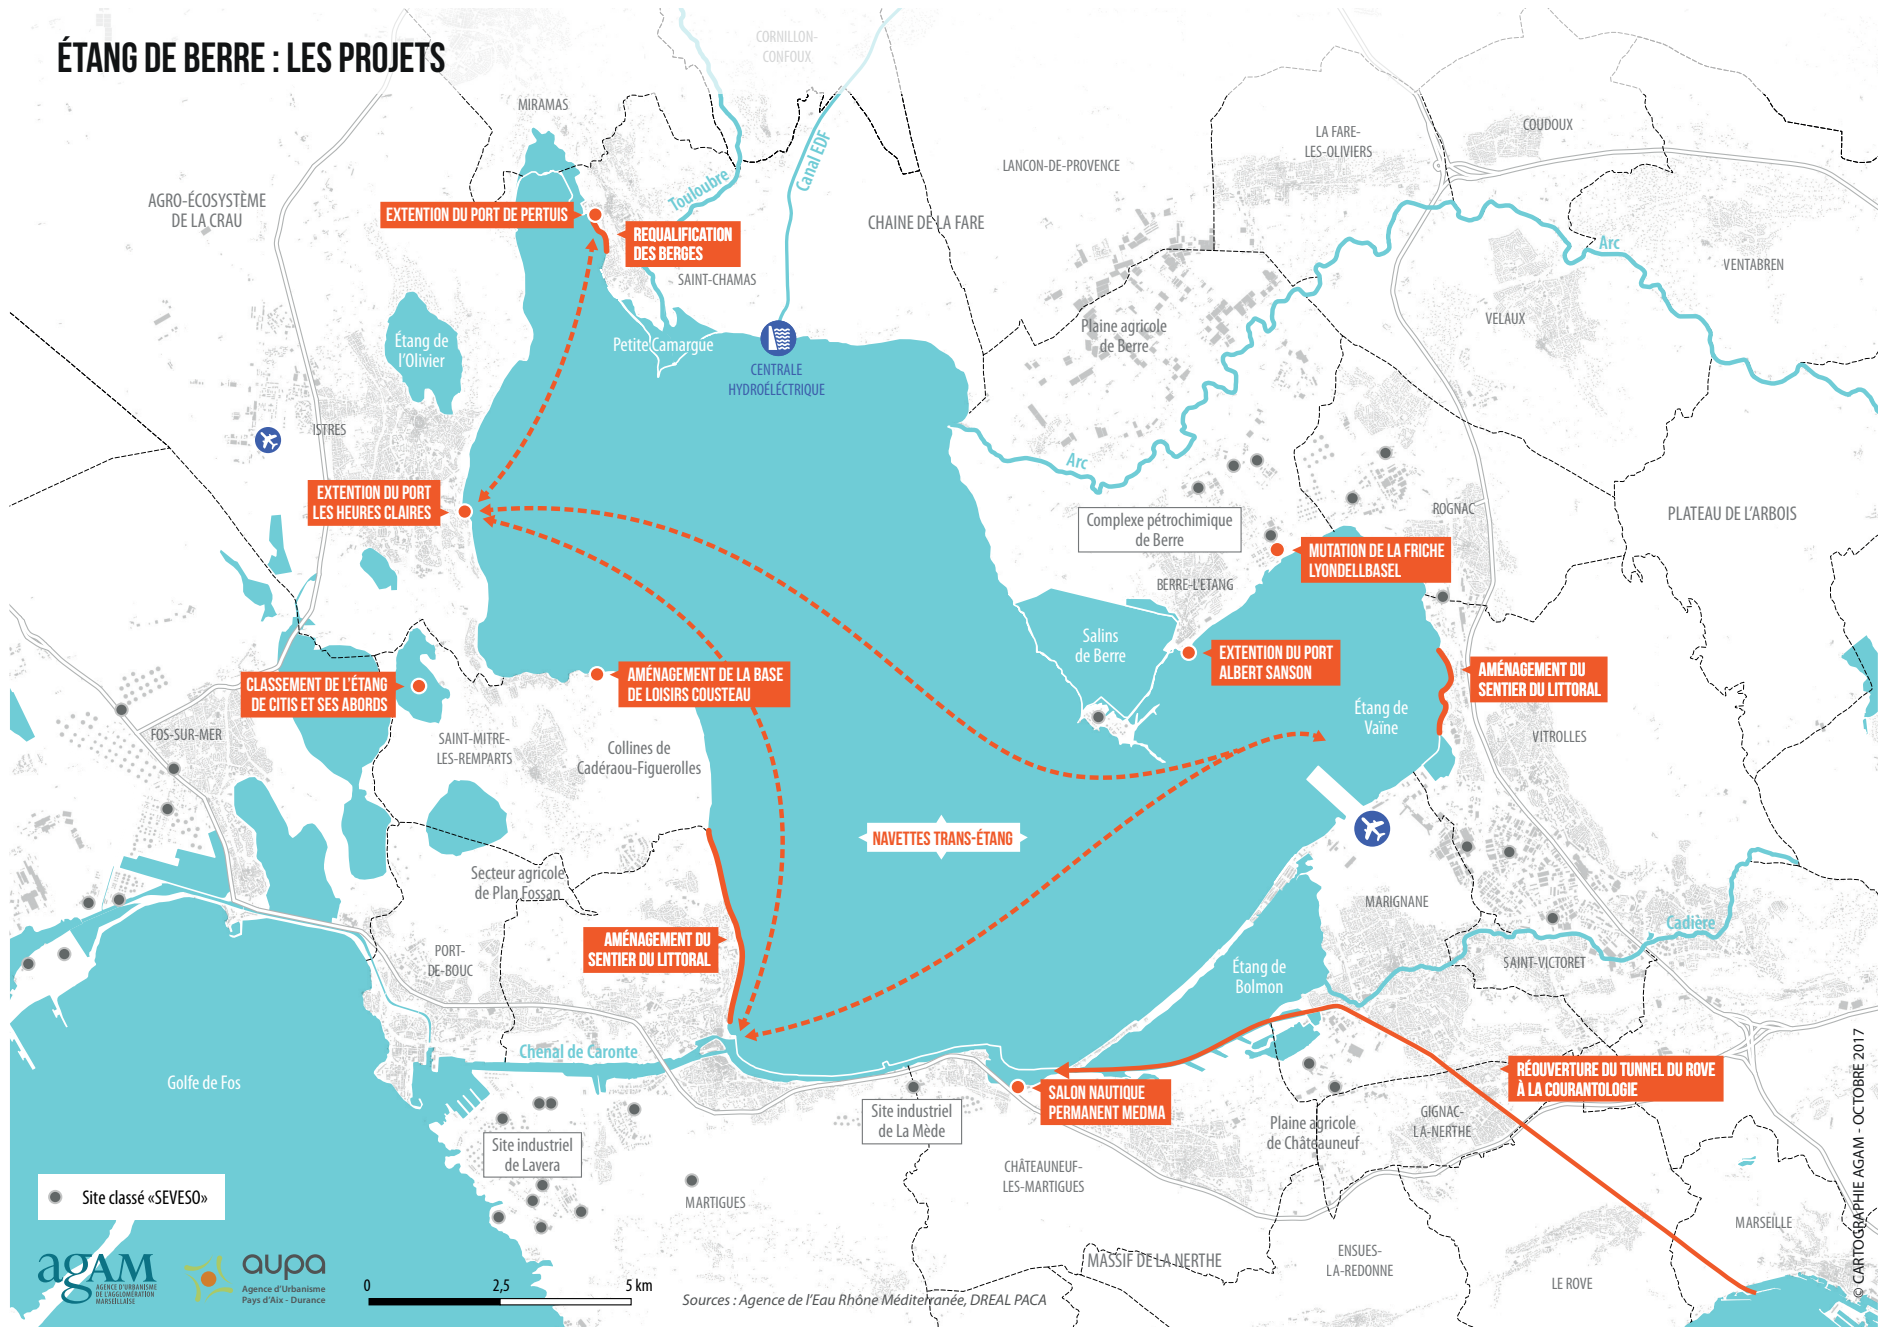 ÉTANG DE BERRE : LES PROJETS
CORNILLON-
CONFOUX
MIRAMAS
COUDOUX
LA FARE-
LES-OLIVIERS
LANCON-DE-PROVENCE
Canal EDF
Touloubre
AGRO-ÉCOSYSTÈME
DE LA CRAU
EXTENTION DU PORT DE PERTUIS
REQUALIFICATION
DES BERGES
CHAINE DE LA FARE
SAINT-CHAMAS
Arc
VENTABREN
VELAUX
Plaine agricole
de Berre
Étang de
l'Olivier
Petite Camargue
CENTRALE
HYDROÉLÉCTRIQUE
ISTRES
Arc
EXTENTION DU PORT
LES HEURES CLAIRES
Complexe pétrochimique
de Berre
ROGNAC
PLATEAU DE L'ARBOIS
MUTATION DE LA FRICHE
LYONDELLBASEL
BERRE-L'ETANG
Salins
de Berre
EXTENTION DU PORT
ALBERT SANSON
AMÉNAGEMENT DU
SENTIER DU LITTORAL
CLASSEMENT DE L'ÉTANG
DE CITIS ET SES ABORDS
AMÉNAGEMENT DE LA BASE
DE LOISIRS COUSTEAU
Étang de
Vaïne
VITROLLES
FOS-SUR-MER
SAINT-MITRE-
LES-REMPARTS
Collines de
Cadéraou-Figuerolles
NAVETTES TRANS-ÉTANG
Secteur agricole
de Plan Fossan
MARIGNANE
Cadière
AMÉNAGEMENT DU
SENTIER DU LITTORAL
PORT-
DE-BOUC
SAINT-VICTORET
Étang de
Bolmon
Chenal de Caronte
Golfe de Fos
RÉOUVERTURE DU TUNNEL DU ROVE
À LA COURANTOLOGIE
SALON NAUTIQUE
PERMANENT MEDMA
Site industriel
de La Mède
Plaine agricole
de Châteauneuf
GIGNAC-
LA-NERTHE
Site industriel
de Lavera
CHÂTEAUNEUF-
LES-MARTIGUES
MARTIGUES
Site classé «SEVESO»
MARSEILLE
MASSIF DE LA NERTHE
ENSUES-
LA-REDONNE
LE ROVE
agAM
AGENCE D'URBANISME
DE L'AGGLOMÉRATION
MARSEILLAISE
aupa
Agence d'Urbanisme
Pays d'Aix - Durance
0 2,5 5 km
Sources : Agence de l'Eau Rhône Méditerranée, DREAL PACA
© CARTOGRAPHIE AGAM - OCTOBRE 2017